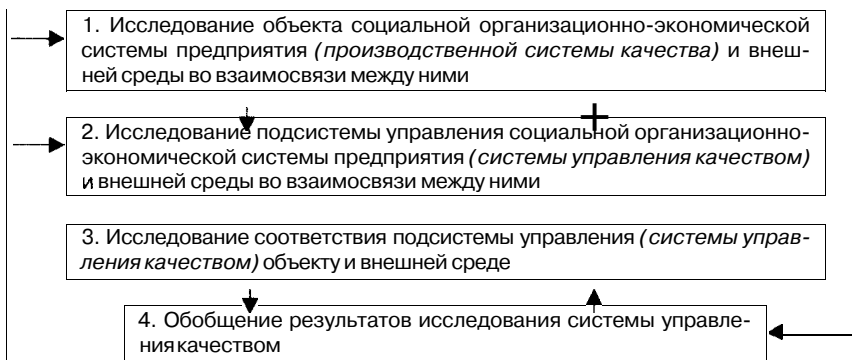 1. Исследование объекта социальной организационно-экономической
системы предприятия (производственной системы качества) и внеш-
ней среды во взаимосвязи между ними
2. Исследование подсистемы управления социальной организационно-
экономической системы предприятия (системы управления качеством)
и внешней среды во взаимосвязи между ними
3. Исследование соответствия подсистемы управления (системы управ-
ления качеством) объекту и внешней среде
4. Обобщение результатов исследования системы управле-
ния качеством